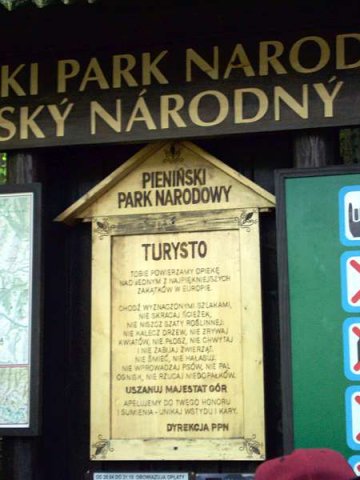 KI PARK NAROD
SKÝ NÁRODNÝ
PIENIŃSKI
PARK NARODOWY
TURYSTO
TOBIE POWIERZAMY OPIEKĘ
NAD JEDNYM Z NAJPIĘKNIEJSZYCH
ZAKĄTKÓW W EUROPIE.
CHODŹ WYZNACZONYMI SZLAKAMI,
NIE SKRACAJ ŚCIEŻEK,
NIE NISZCZ SZATY ROŚLINNEJ:
NIE KALECZ DRZEW, NIE ZRYWAJ
KWIATÓW, NIE PŁOSZ, NIE CHWYTAJ
I NIE ZABIJAJ ZWIERZĄT.
NIE ŚMIEĆ, NIE HAŁASUJ.
NIE WPROWADZAJ PSÓW, NIE PAL
OGNISK, NIE RZUCAJ NIEDOPAŁKÓW.
USZANUJ MAJESTAT GÓR
APELUJEMY DO TWEGO HONORU
I SUMIENIA - UNIKAJ WSTYDU I KARY.
DYREKCJA PPN
OBOWIĄZUJĄ OPŁATY